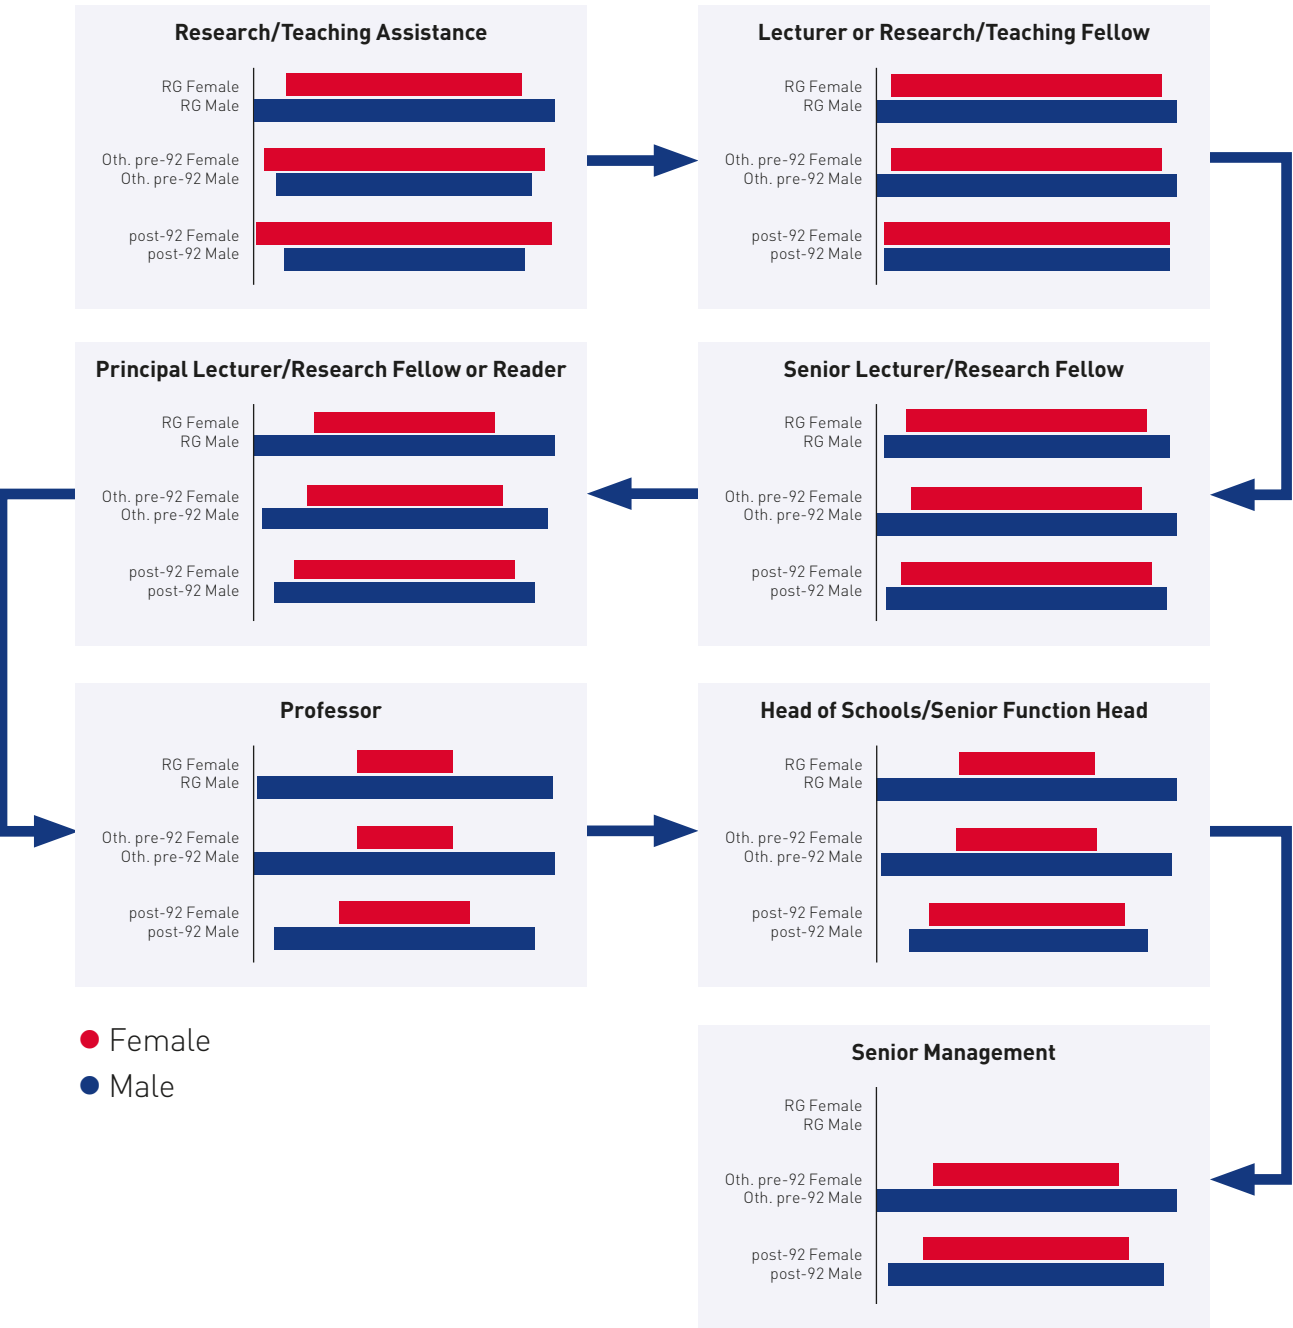 Research/Teaching Assistance
RG Female
RG Male
Oth. pre-92 Female
Oth. pre-92 Male
post-92 Female
post-92 Male
Lecturer or Research/Teaching Fellow
RG Female
RG Male
Oth. pre-92 Female
Oth. pre-92 Male
post-92 Female
post-92 Male
Senior Lecturer/Research Fellow
RG Female
RG Male
Oth. pre-92 Female
Oth. pre-92 Male
post-92 Female
post-92 Male
Principal Lecturer/Research Fellow or Reader
RG Female
RG Male
Oth. pre-92 Female
Oth. pre-92 Male
post-92 Female
post-92 Male
Professor
RG Female
RG Male
Oth. pre-92 Female
Oth. pre-92 Male
post-92 Female
post-92 Male
Head of Schools/Senior Function Head
RG Female
RG Male
Oth. pre-92 Female
Oth. pre-92 Male
post-92 Female
post-92 Male
Senior Management
RG Female
RG Male
Oth. pre-92 Female
Oth. pre-92 Male
post-92 Female
post-92 Male
Female
Male